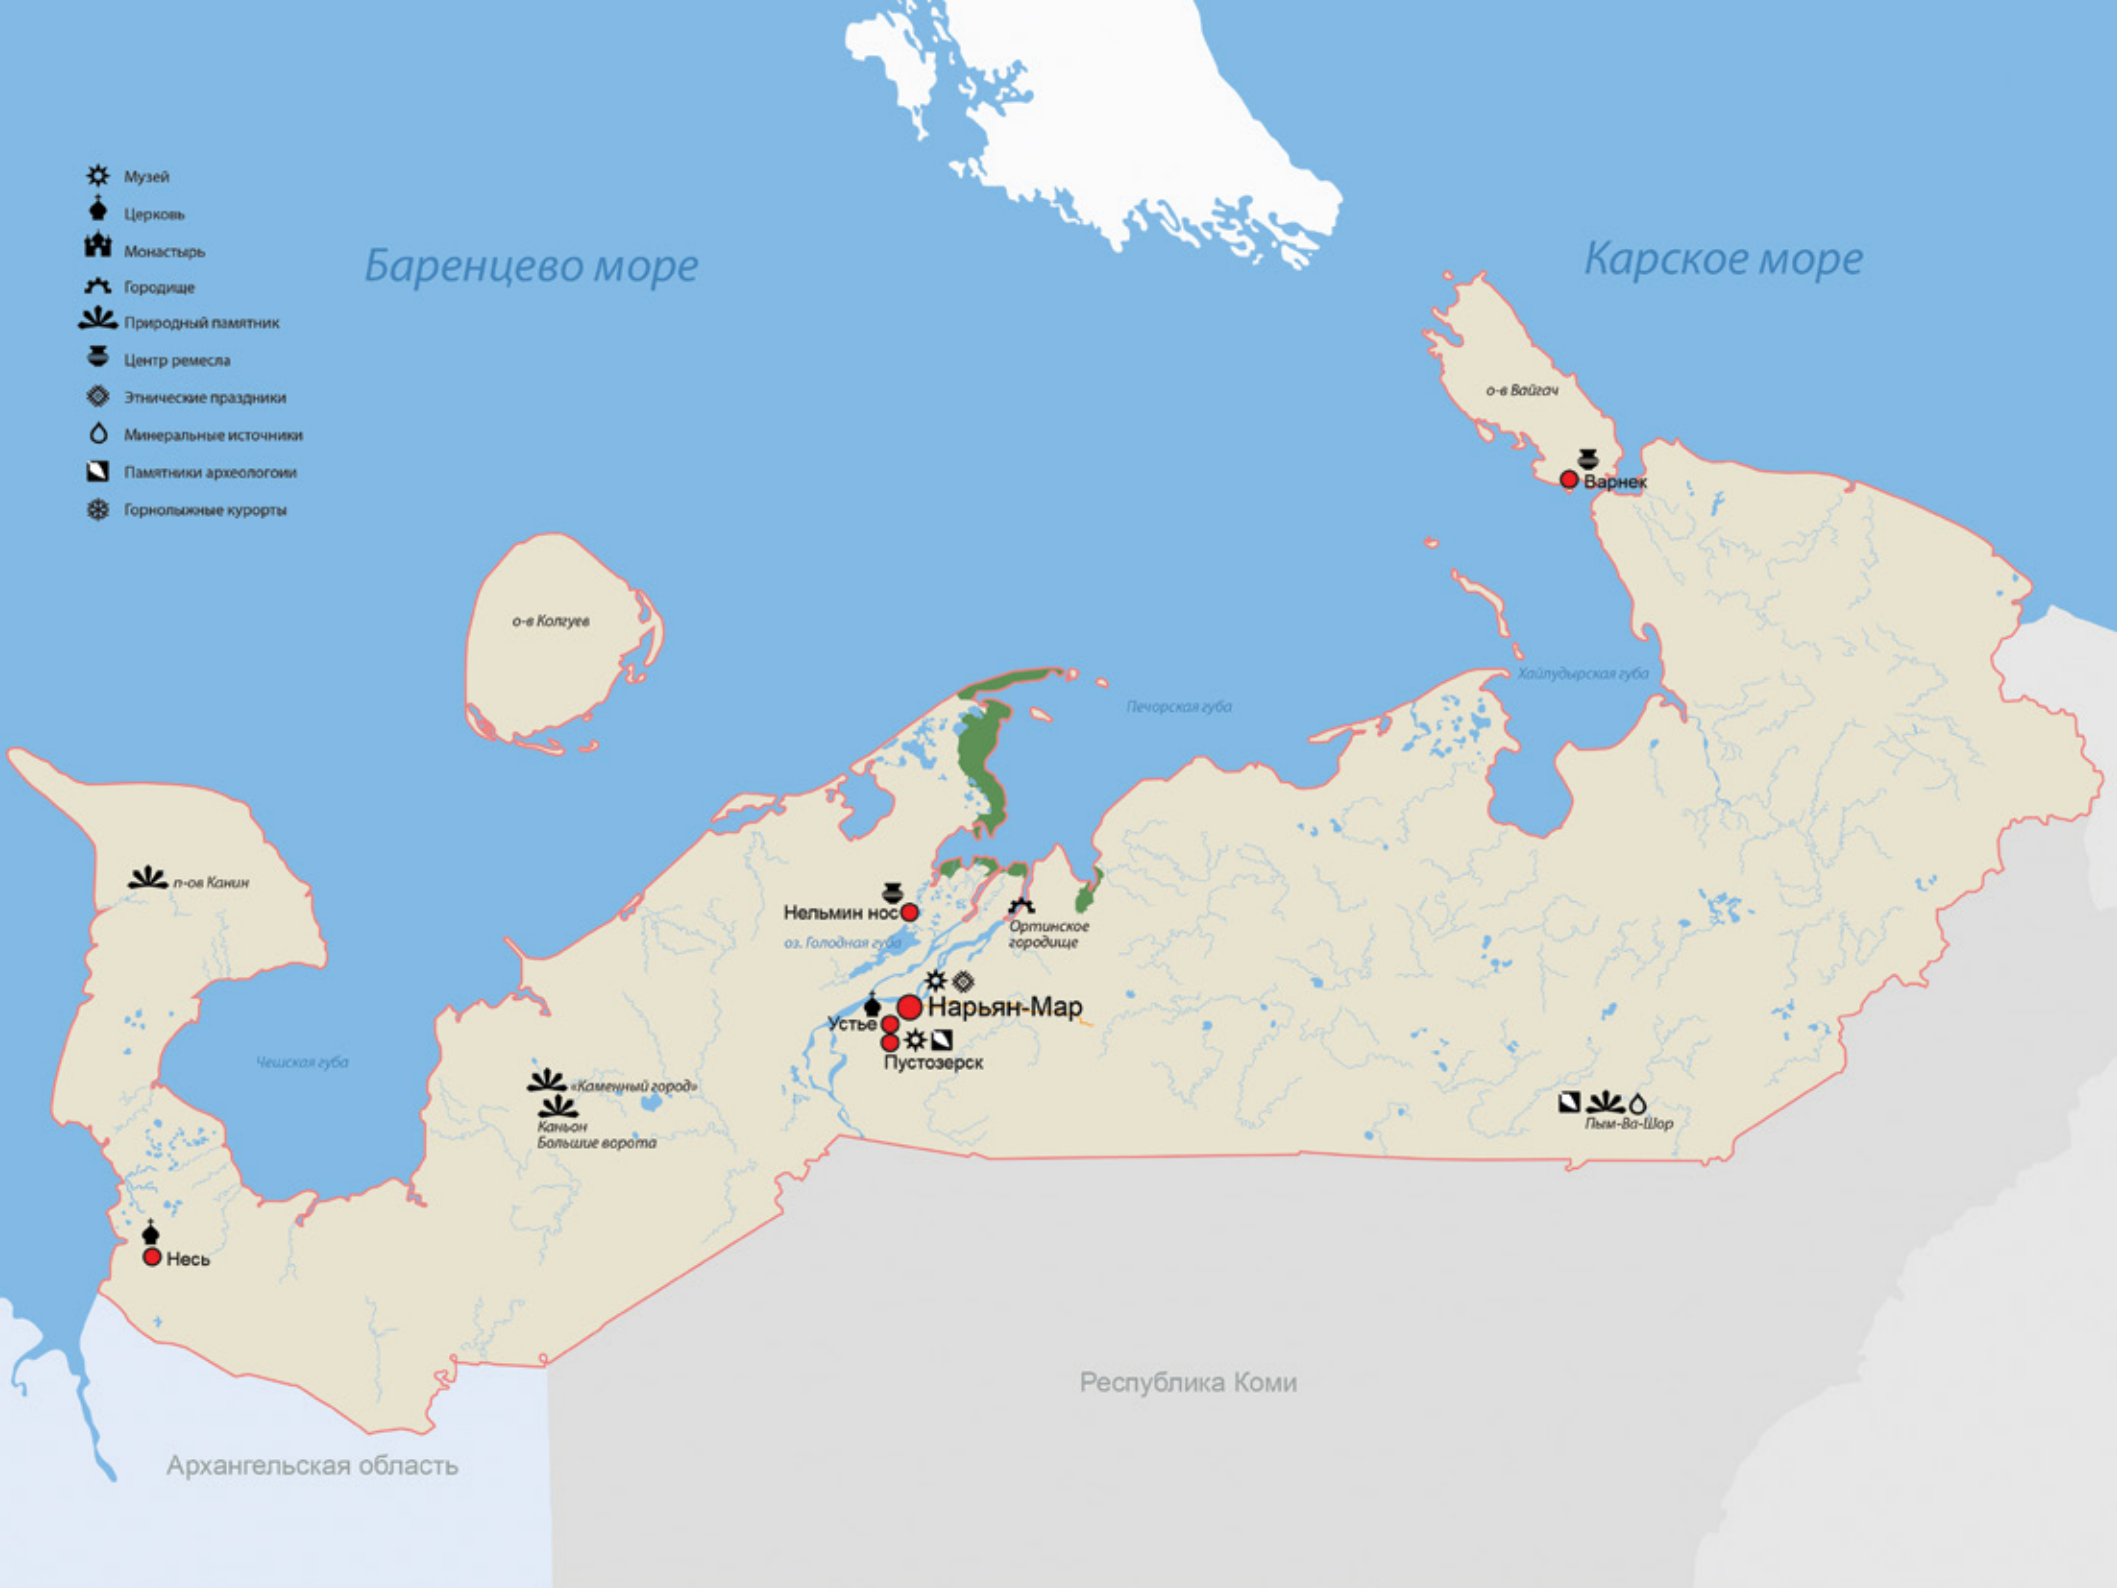 Музей
Церковь
Монастырь
Городище
Природный памятник
Центр ремесла
Этнические праздники
Минеральные источники
Памятники археологоии
Горнолыжные курорты
Баренцево море
Карское море
о-в Вайгач
Варнек
о-в Колгуев
Хайпудырская губа
Печорская губа
п-ов Канин
Нельмин нос
оз. Голодная губа
Ортинское
городище
Нарьян-Мар
Устье
Пустозерск
Чешская губа
«Каменный город»
Каньон
Большие ворота
Пым-Ва-Шор
Несь
Республика Коми
Архангельская область